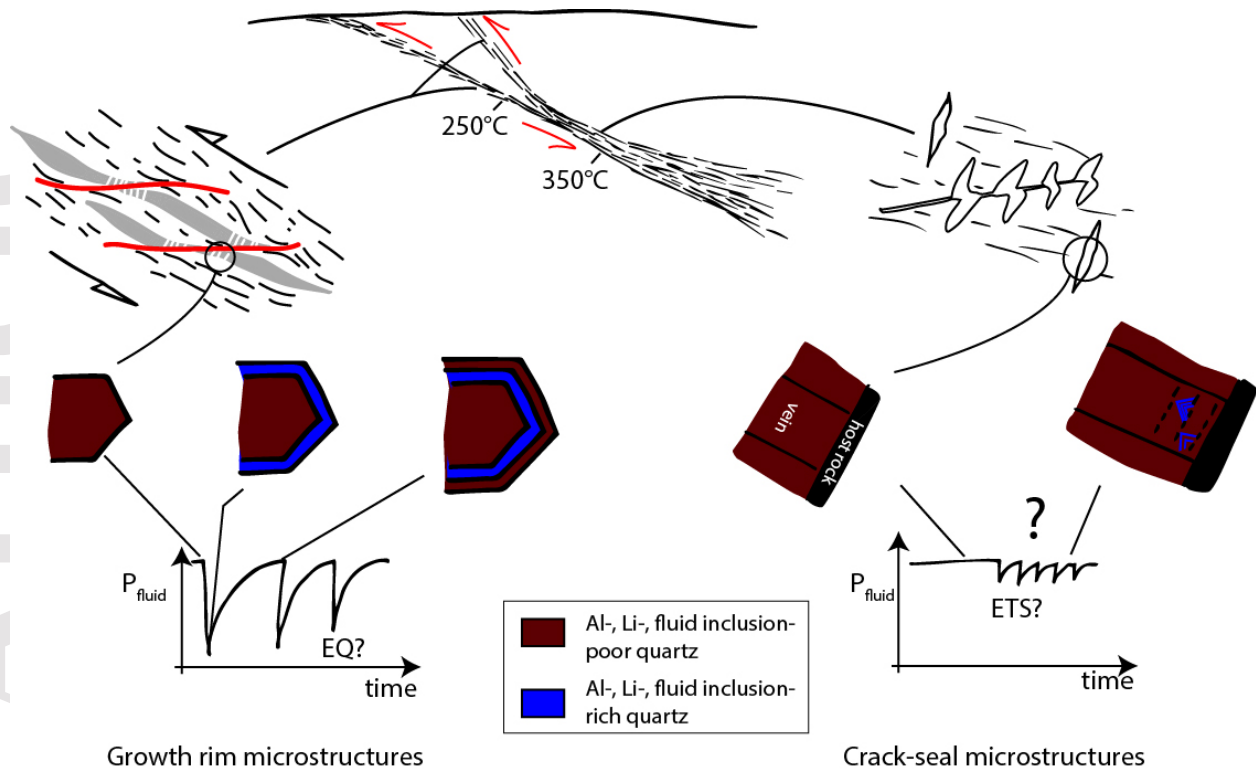 250°C
350°C
vein
host rock
P fluid
EQ?
time
Al-, Li-, fluid inclusion-
poor quartz
Al-, Li-, fluid inclusion-
rich quartz
?
P fluid
ETS?
time
Growth rim microstructures
Crack-seal microstructures